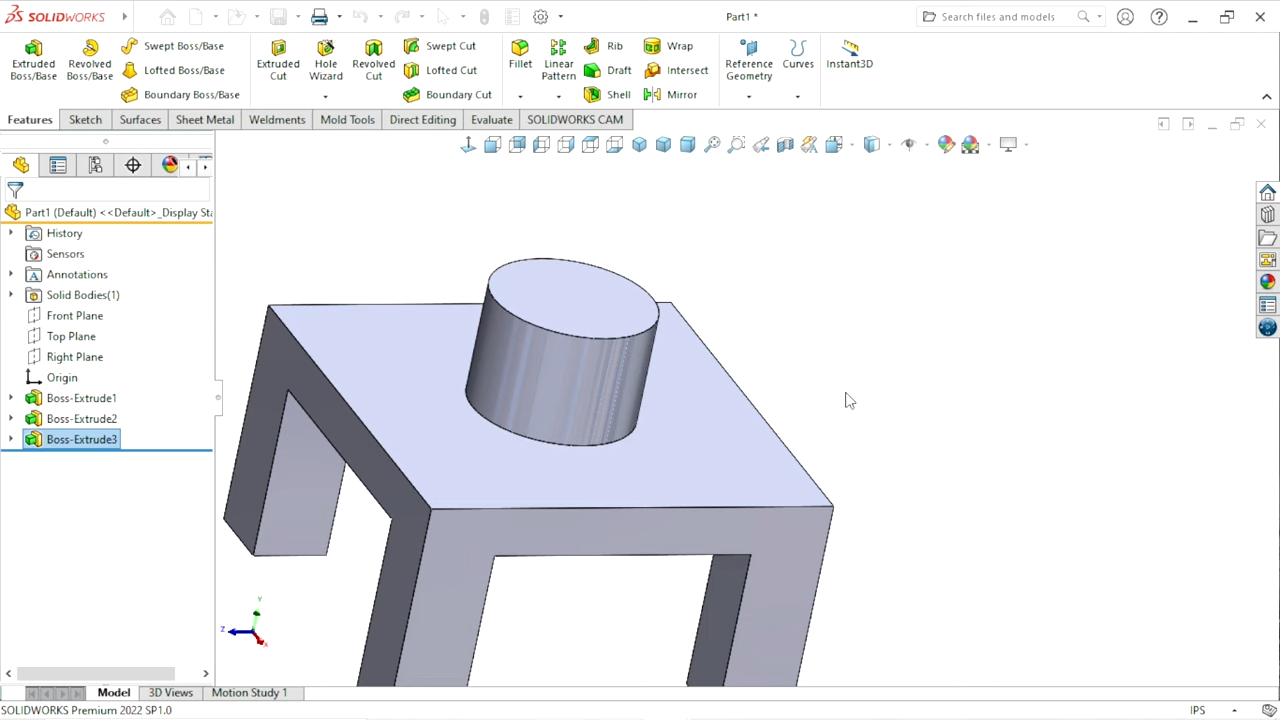 SOLIDWORKS
Part1 *
Search files and models
Extruded Boss/Base
Revolved Boss/Base
Swept Boss/Base
Lofted Boss/Base
Boundary Boss/Base
Extruded Cut
Hole Wizard
Revolved Cut
Swept Cut
Lofted Cut
Boundary Cut
Fillet
Linear Pattern
Rib
Draft
Shell
Wrap
Intersect
Mirror
Reference Geometry
Curves
Instant3D
Features Sketch Surfaces Sheet Metal Weldments Mold Tools Direct Editing Evaluate SOLIDWORKS CAM
Part1 (Default) <<Default>_Display Sta
History
Sensors
A Annotations
Solid Bodies(1)
Front Plane
Top Plane
Right Plane
Origin
Boss-Extrude1
Boss-Extrude2
Boss-Extrude3
Y
Z
X
Model 3D Views Motion Study 1
SOLIDWORKS Premium 2022 SP1.0
IPS